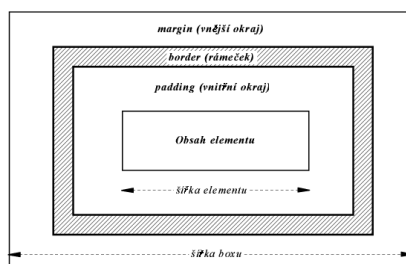 margin (vnější okraj)
border (rámeček)
padding (vnitřní okraj)
Obsah elementu
šířka elementu
šířka boxu